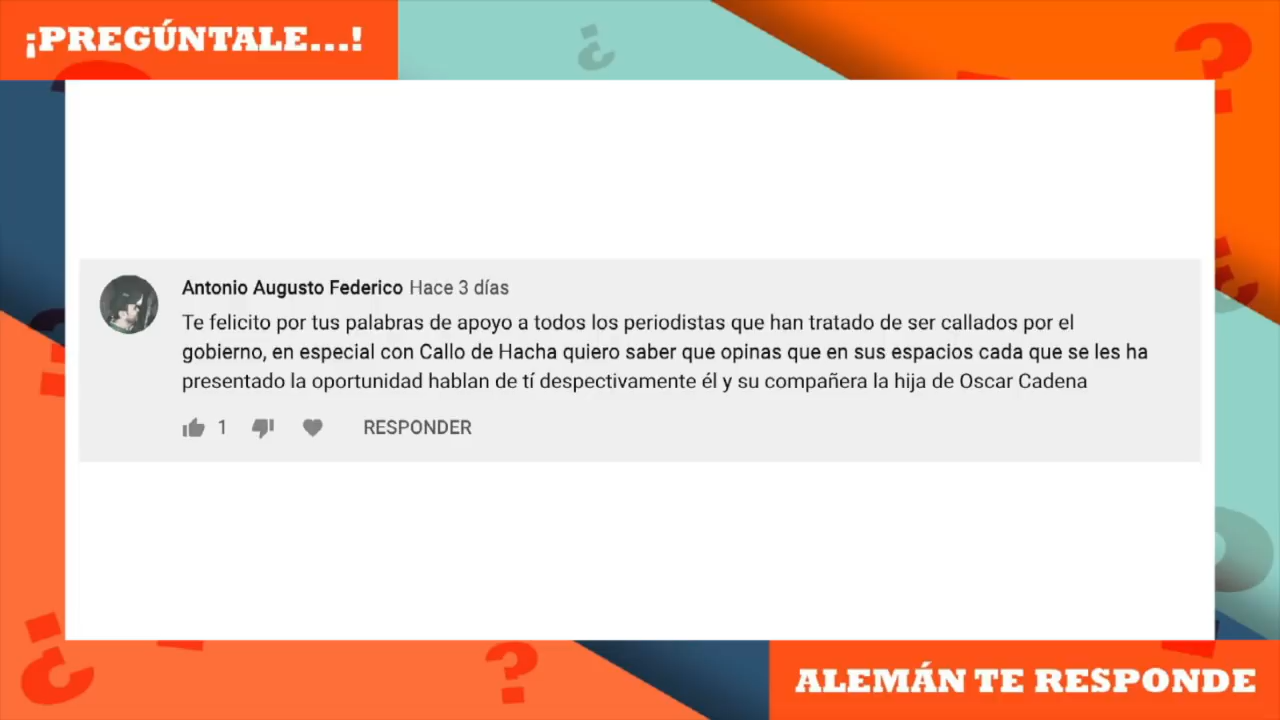 ¡PREGÚNTALE...!
Antonio Augusto Federico Hace 3 días
Te felicito por tus palabras de apoyo a todos los periodistas que han tratado de ser callados por el
gobierno, en especial con Callo de Hacha quiero saber que opinas que en sus espacios cada que se les ha
presentado la oportunidad hablan de tí despectivamente él y su compañera la hija de Oscar Cadena
1 RESPONDER
ALEMÁN TE RESPONDE